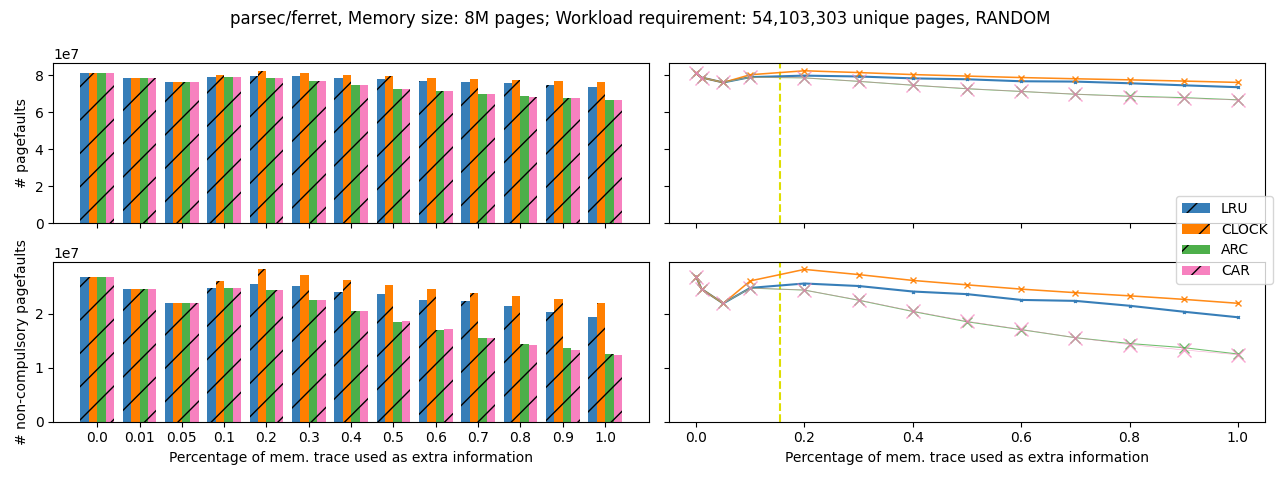 parsec/ferret, Memory size: 8M pages; Workload requirement: 54,103,303 unique pages, RANDOM
1e7
8
6
4
2
0
# pagefaults
1e7
2
1
0
# non-compulsory pagefaults
0.0 0.01 0.05 0.1 0.2 0.3 0.4 0.5 0.6 0.7 0.8 0.9 1.0
Percentage of mem. trace used as extra information
0.0 0.2 0.4 0.6 0.8 1.0
Percentage of mem. trace used as extra information
LRU
CLOCK
ARC
CAR